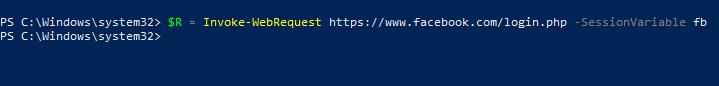 PS C:\Windows\system32> $R = Invoke-WebRequest https://www.facebook.com/login.php -SessionVariable fb
PS C:\Windows\system32>